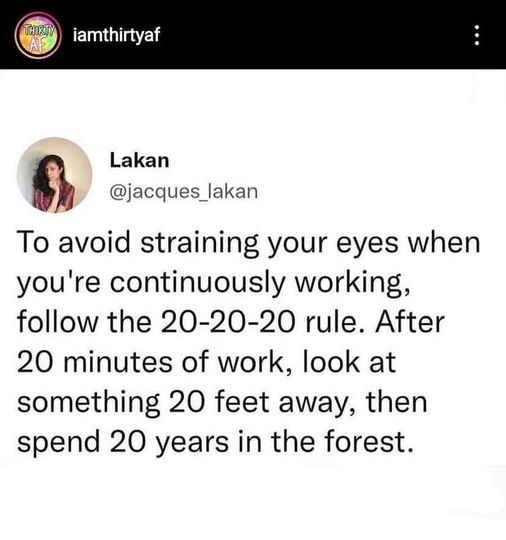 THIRTY
AF
iamthirtyaf
Lakan
@jacques_lakan
To avoid straining your eyes when
you're continuously working,
follow the 20-20-20 rule. After
20 minutes of work, look at
something 20 feet away, then
spend 20 years in the forest.